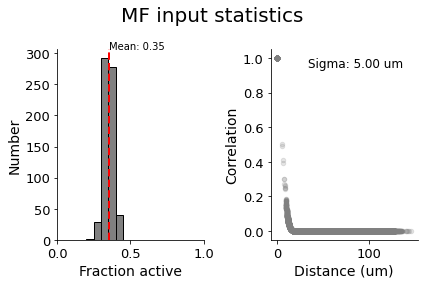 MF input statistics
Mean: 0.35
300
250
200
150
100
50
0
Number
0.0
0.5
1.0
Fraction active
Sigma: 5.00 um
1.0
0.8
0.6
0.4
0.2
0.0
Correlation
0
100
Distance (um)